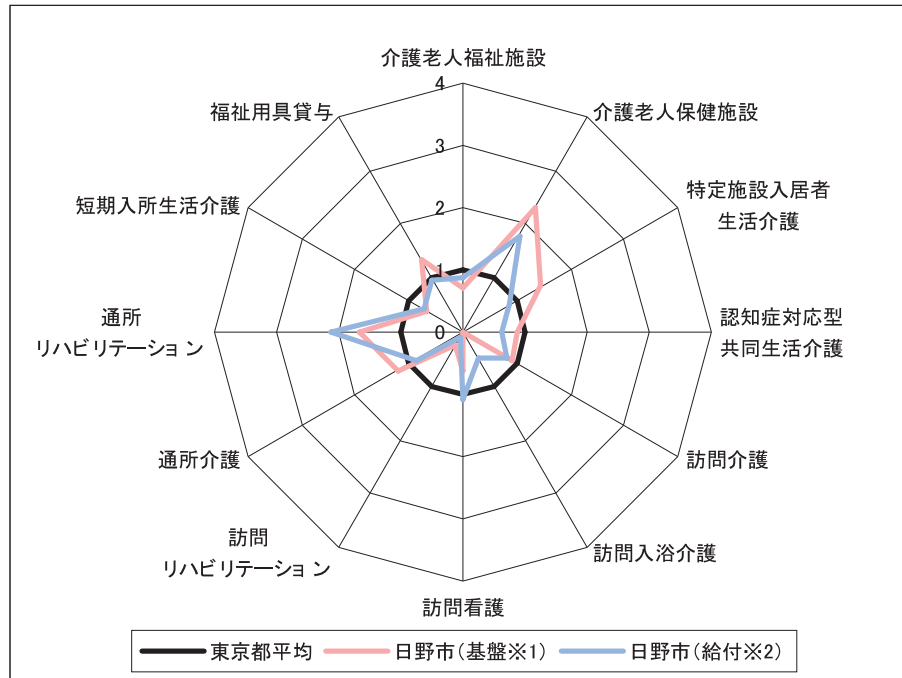 介護老人福祉施設
4
福祉用具貸与
介護老人保健施設
3
特定施設入居者
生活介護
短期入所生活介護
2
1
通所
リハビリテーション
0
認知症対応型
共同生活介護
通所介護
訪問介護
訪問
リハビリテーション
訪問入浴介護
訪問看護
東京都平均
日野市(基盤※1)
日野市(給付※2)